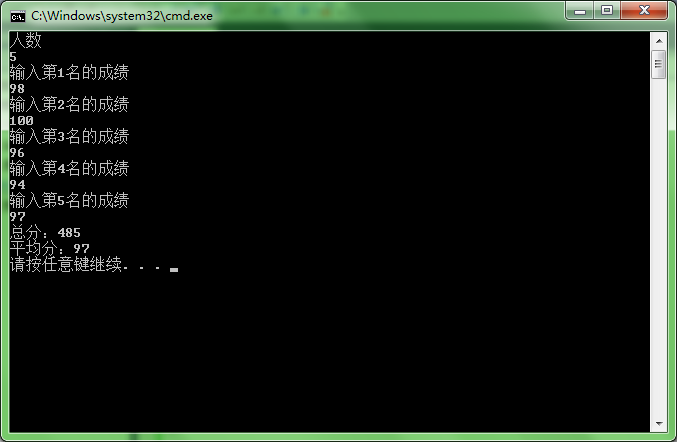 C:\Windows\system32\cmd.exe
人数
5
输入第1名的成绩
98
输入第2名的成绩
100
输入第3名的成绩
96
输入第4名的成绩
94
输入第5名的成绩
97
总分：485
平均分：97
请按任意键继续. . .